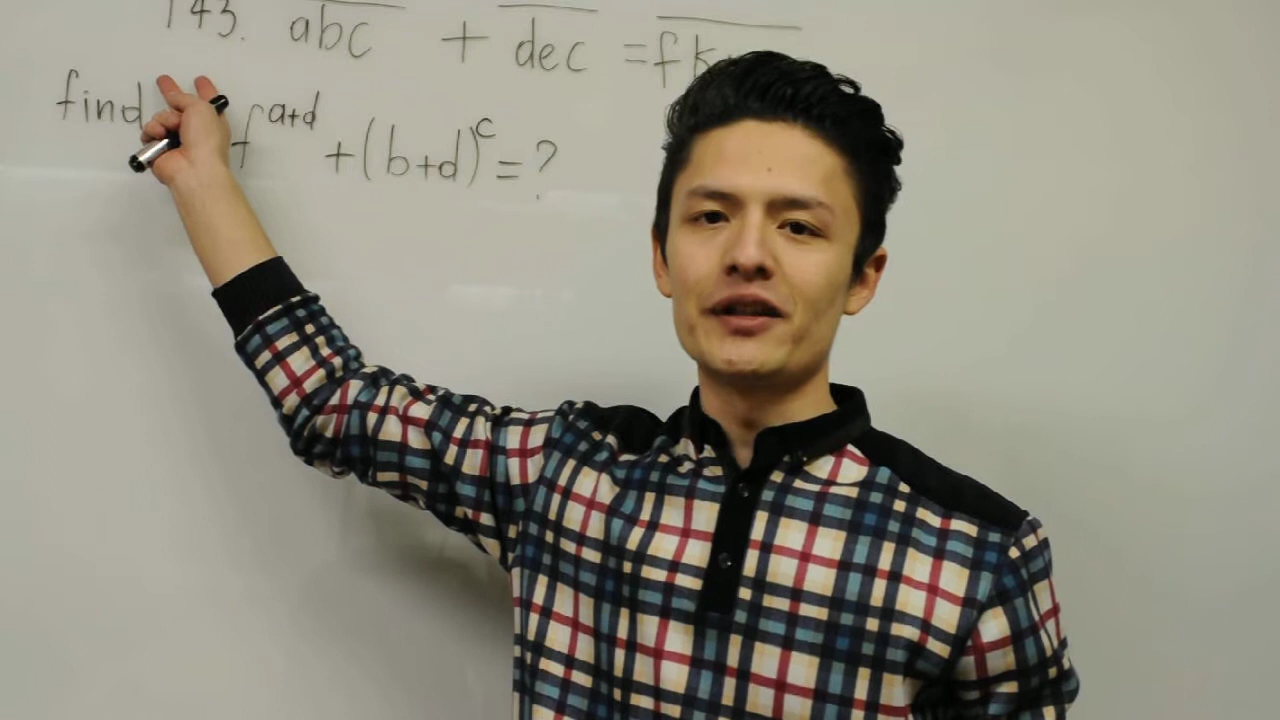 143. abc + dec = fk
find f^{a+d} + (b+d)^c = ?